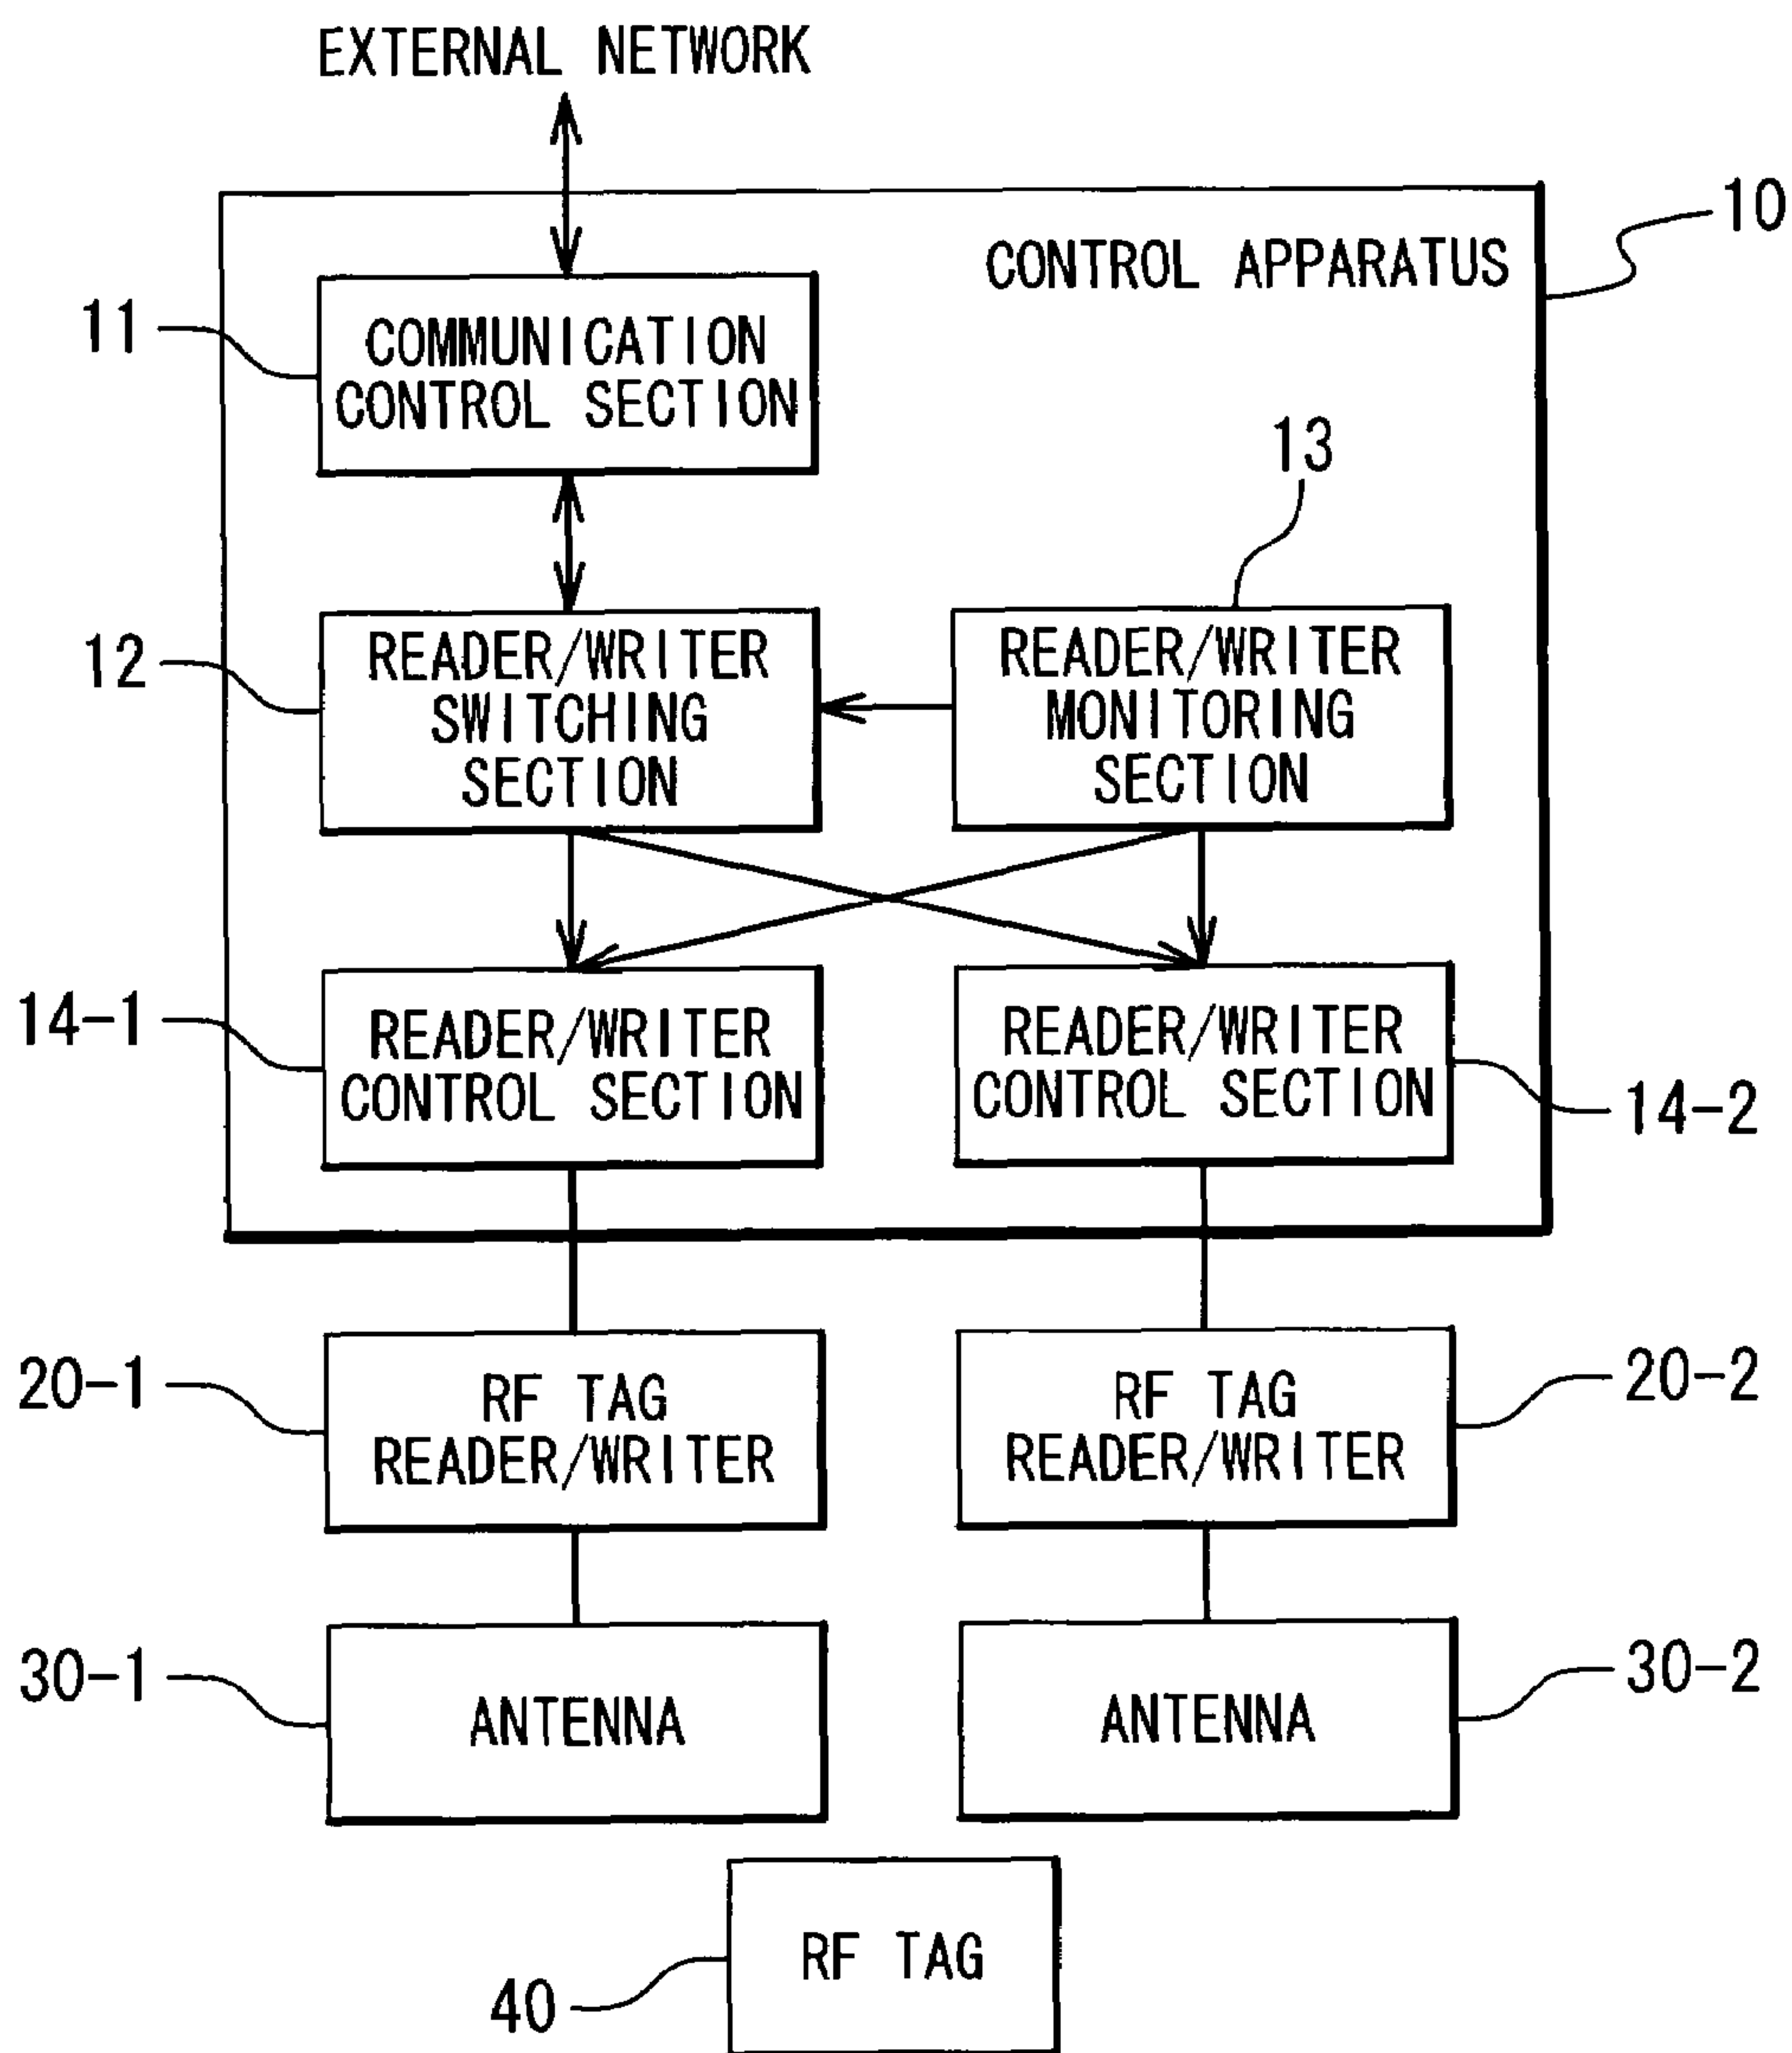 EXTERNAL NETWORK
10
CONTROL APPARATUS
11
COMMUNICATION
CONTROL SECTION
13
12
READER/WRITER
SWITCHING
SECTION
READER/WRITER
MONITORING
SECTION
14-1
READER/WRITER
CONTROL SECTION
READER/WRITER
CONTROL SECTION
14-2
20-1
RF TAG
READER/WRITER
RF TAG
READER/WRITER
20-2
30-1
ANTENNA
ANTENNA
30-2
RF TAG
40